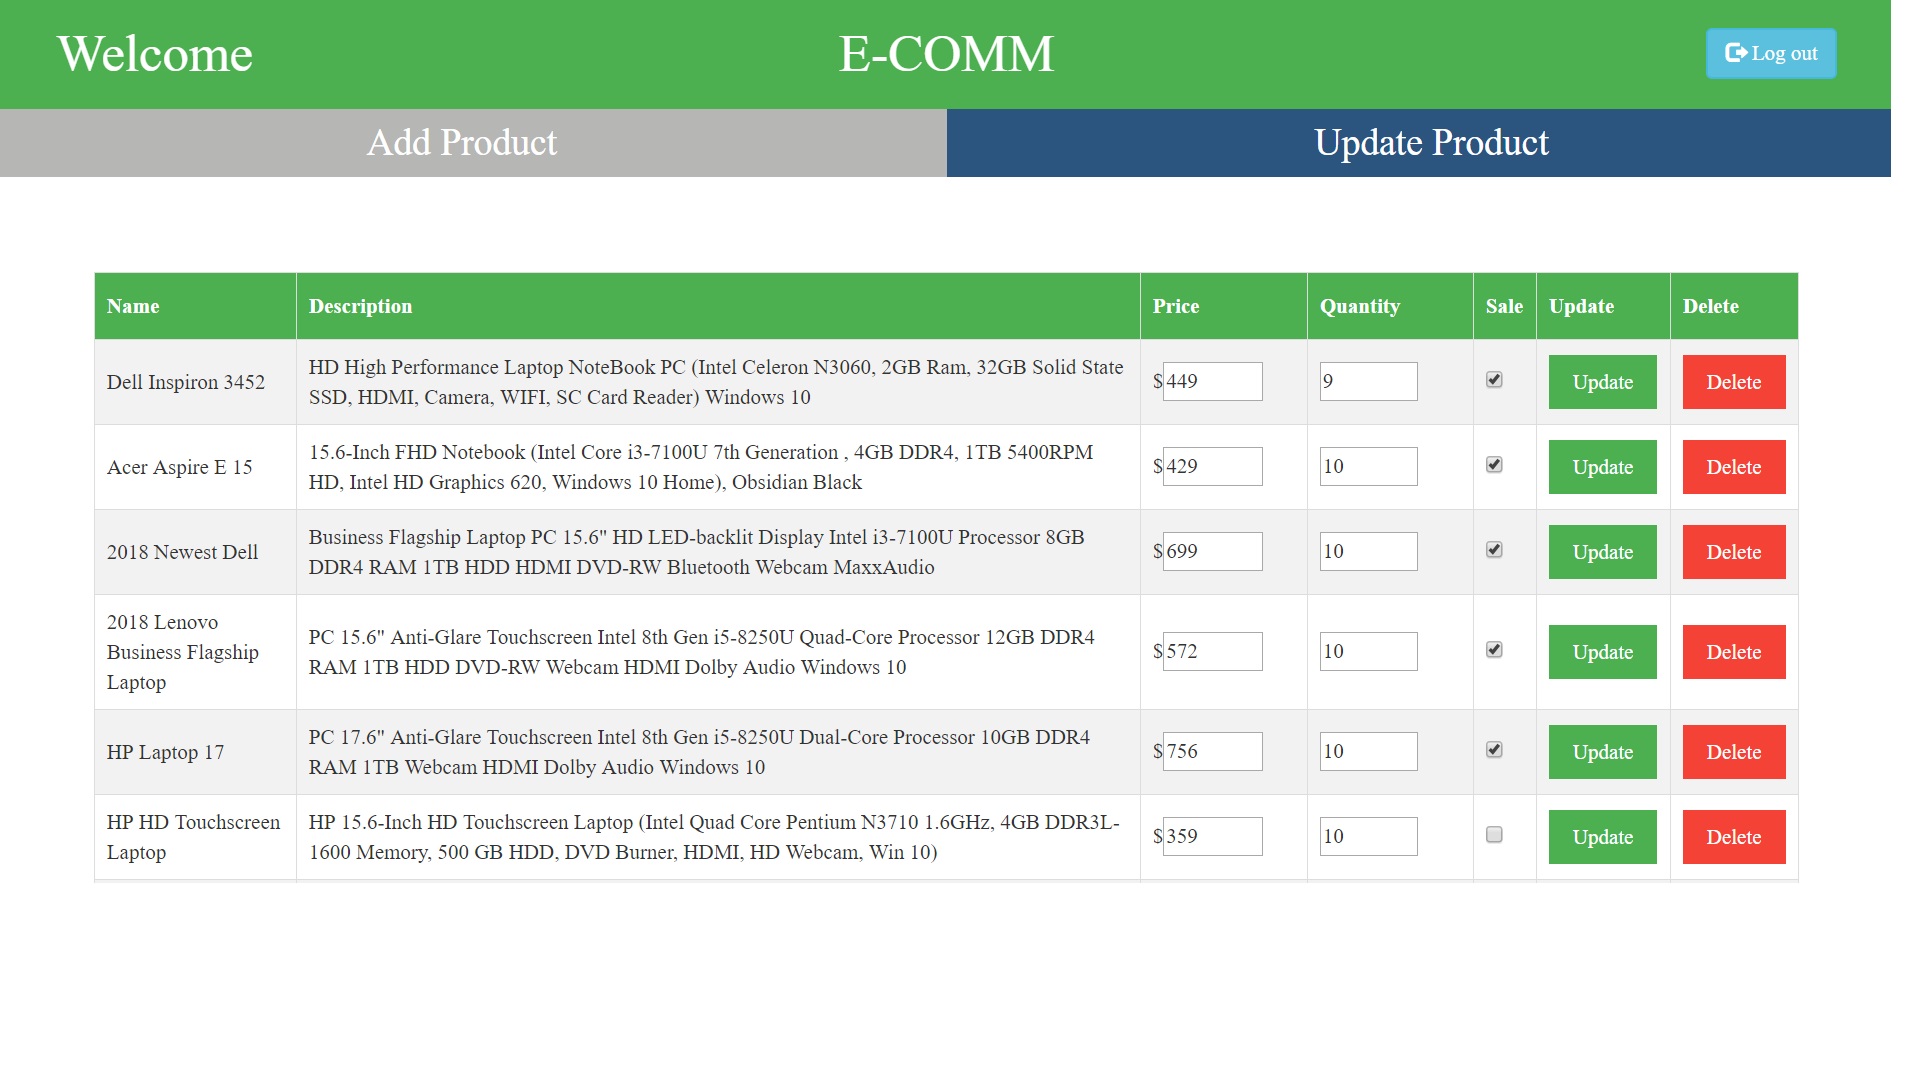 Welcome
E-COMM
Log out
Add Product
Update Product
Name Description Price Quantity Sale Update Delete
Dell Inspiron 3452
HD High Performance Laptop NoteBook PC (Intel Celeron N3060, 2GB Ram, 32GB Solid State
SSD, HDMI, Camera, WIFI, SC Card Reader) Windows 10
$449
9
Update
Delete
Acer Aspire E 15
15.6-Inch FHD Notebook (Intel Core i3-7100U 7th Generation , 4GB DDR4, 1TB 5400RPM
HD, Intel HD Graphics 620, Windows 10 Home), Obsidian Black
$429
10
Update
Delete
2018 Newest Dell
Business Flagship Laptop PC 15.6" HD LED-backlit Display Intel i3-7100U Processor 8GB
DDR4 RAM 1TB HDD HDMI DVD-RW Bluetooth Webcam MaxxAudio
$699
10
Update
Delete
2018 Lenovo
Business Flagship
Laptop
PC 15.6" Anti-Glare Touchscreen Intel 8th Gen i5-8250U Quad-Core Processor 12GB DDR4
RAM 1TB HDD DVD-RW Webcam HDMI Dolby Audio Windows 10
$572
10
Update
Delete
HP Laptop 17
PC 17.6" Anti-Glare Touchscreen Intel 8th Gen i5-8250U Dual-Core Processor 10GB DDR4
RAM 1TB Webcam HDMI Dolby Audio Windows 10
$756
10
Update
Delete
HP HD Touchscreen
Laptop
HP 15.6-Inch HD Touchscreen Laptop (Intel Quad Core Pentium N3710 1.6GHz, 4GB DDR3L-
1600 Memory, 500 GB HDD, DVD Burner, HDMI, HD Webcam, Win 10)
$359
10
Update
Delete